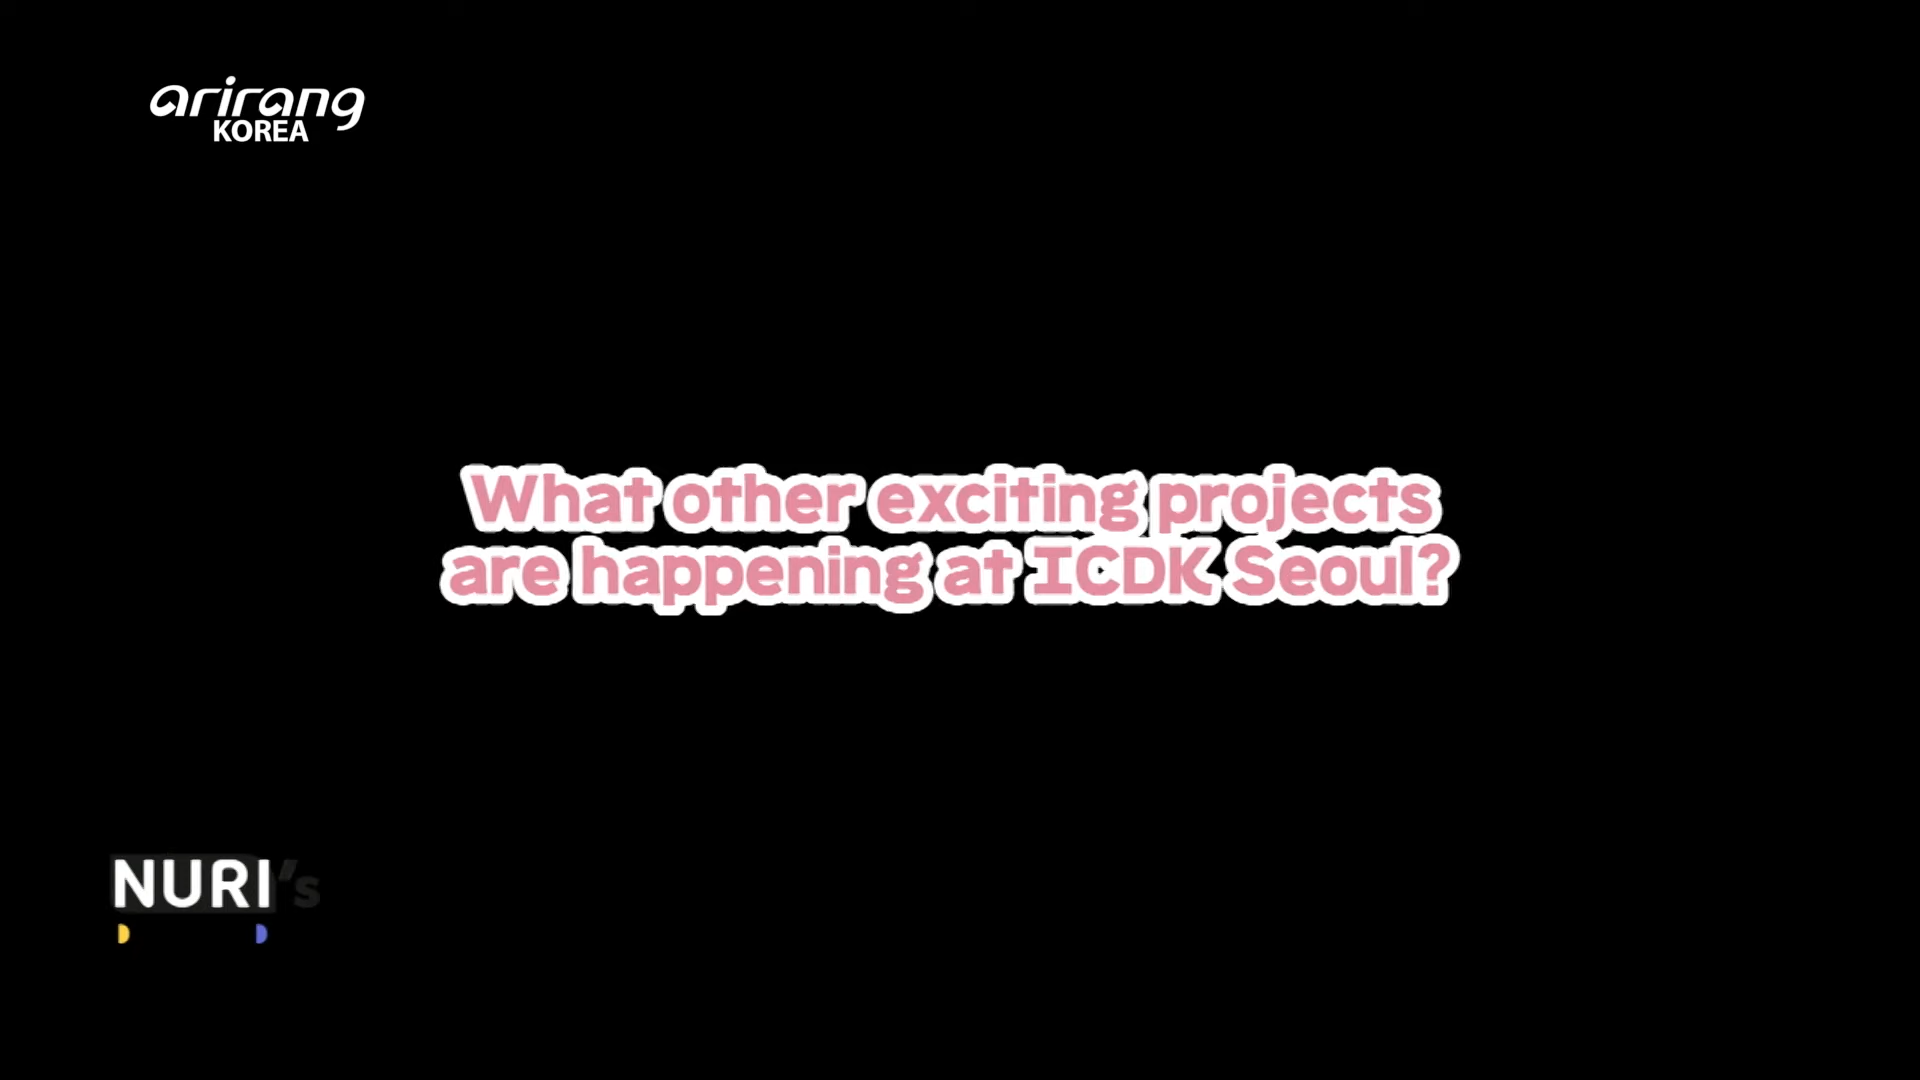 arirang
KOREA
What other exciting projects
are happening at ICDK Seoul?
NURI's